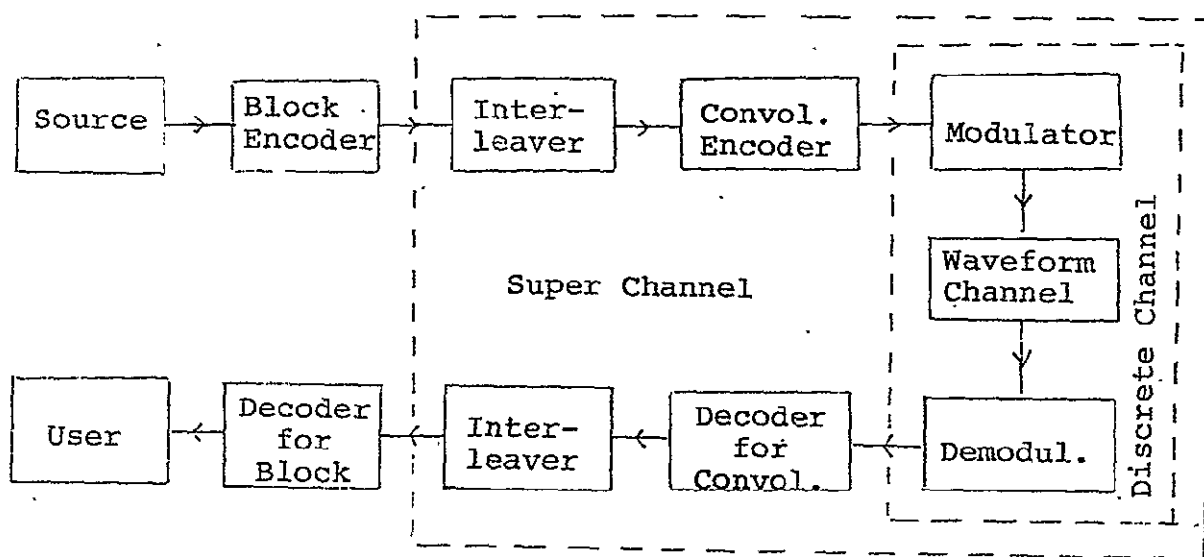 Source
Block
Encoder
Inter-
leaver
Convol.
Encoder
Modulator
Waveform
Channel
Discrete Channel
Super Channel
User
Decoder
for
Block
Inter-
leaver
Decoder
for
Convol.
Demodul.